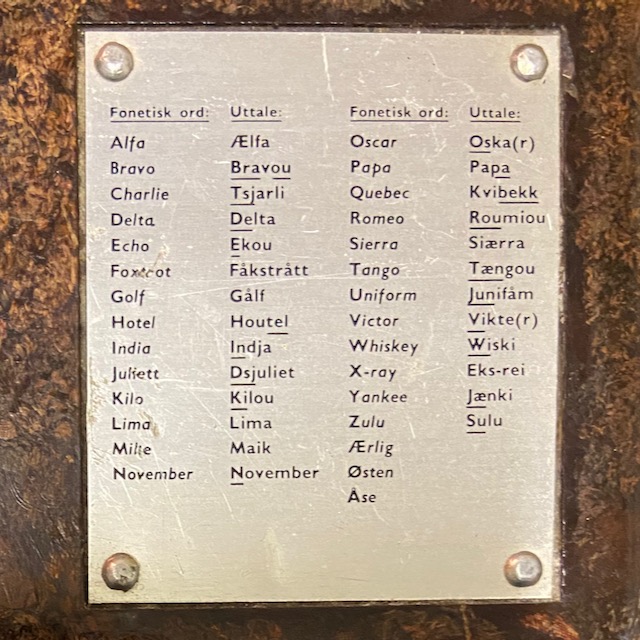 Fonetisk ord: Uttale: Fonetisk ord: Uttale:
Alfa Ælfa Oscar Oska(r)
Bravo Bravou Papa Papa
Charlie Tsjarli Quebec Kvibekk
Delta Delta Romeo Roumiou
Echo Ekou Sierra Siærra
Foxtrot Fåkstrått Tango Tængou
Golf Gålf Uniform Junifåm
Hotel Houtel Victor Vikte(r)
India Indja Whiskey Wiski
Juliett Dsjuliet X-ray Eks-rei
Kilo Kilou Yankee Jænki
Lima Lima Zulu Sulu
Mike Maik Ærlig
November November Østen
Åse